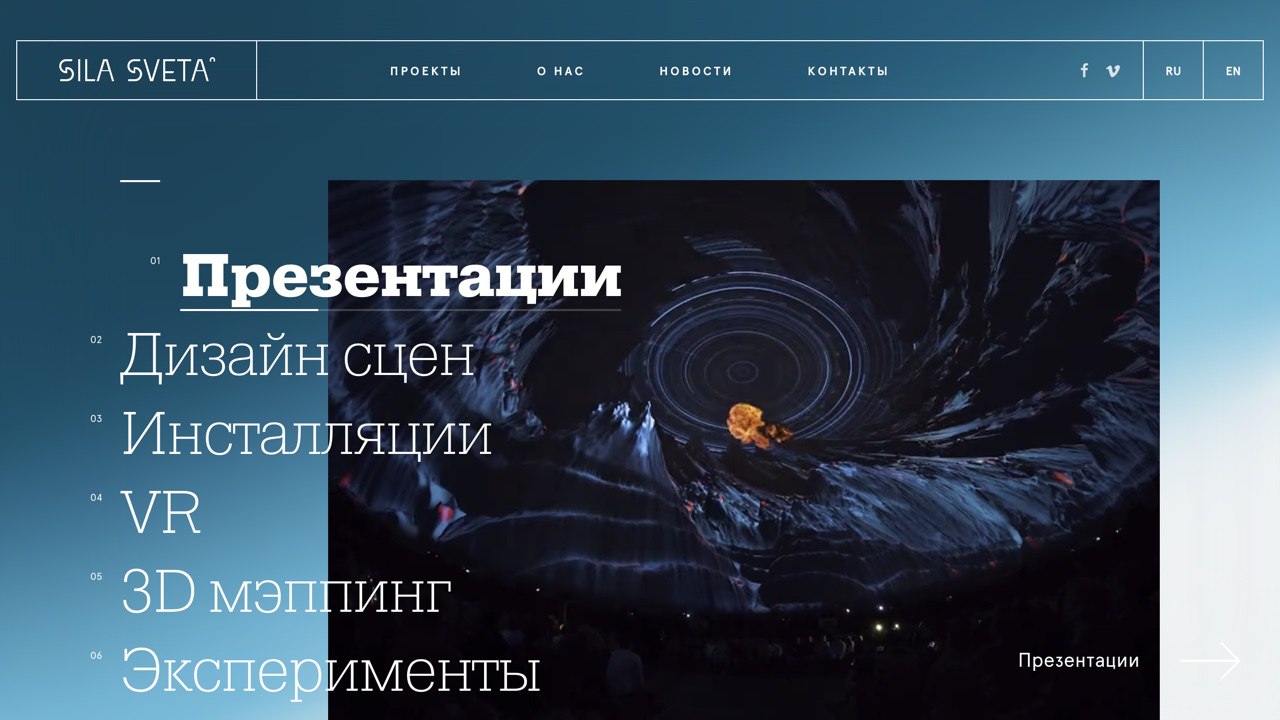 SILA SVETA
ПРОЕКТЫ
О НАС
НОВОСТИ
КОНТАКТЫ
f
RU
EN
01
Презентации
02
Дизайн сцен
03
Инсталляции
04
VR
05
3D мэппинг
06
Эксперименты
Презентации